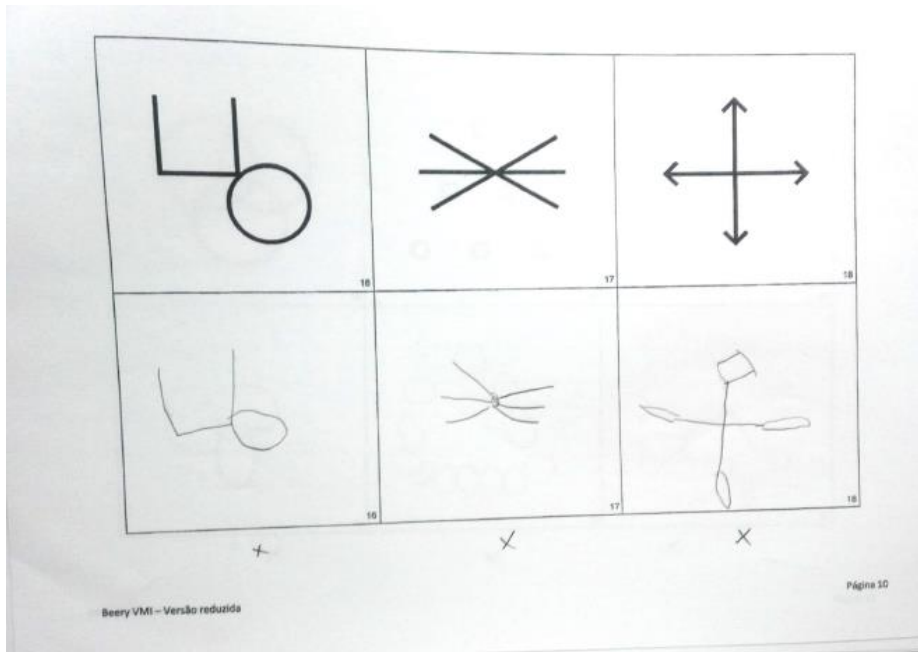 16 17 18
16 17 18
x x x
Página 10
Beery VMI – Versão reduzida